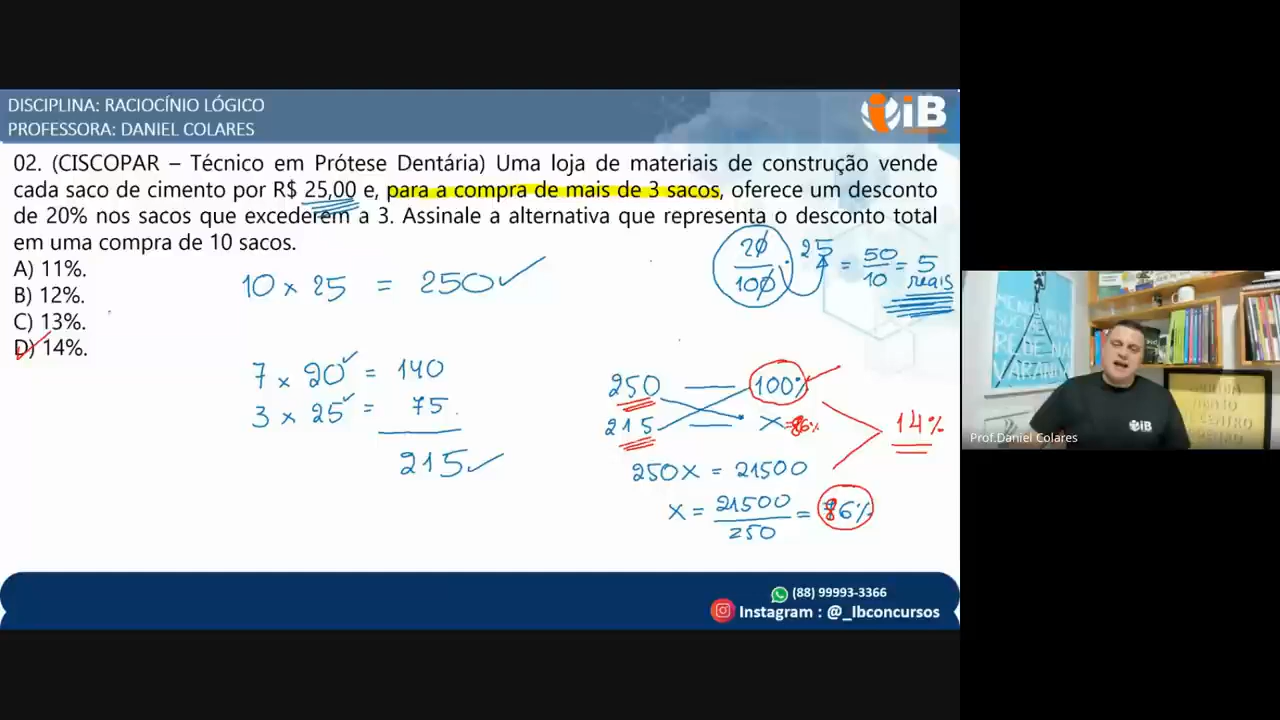 DISCIPLINA: RACIOCÍNIO LÓGICO
PROFESSORA: DANIEL COLARES
iB
02. (CISCOPAR – Técnico em Prótese Dentária) Uma loja de materiais de construção vende
cada saco de cimento por R$ 25,00 e, para a compra de mais de 3 sacos, oferece um desconto
de 20% nos sacos que excederem a 3. Assinale a alternativa que representa o desconto total
em uma compra de 10 sacos.
A) 11%.
B) 12%.
C) 13%.
D) 14%.
10 × 25 = 250
20/100 · 25 = 50/10 = 5 reais
7 × 20 = 140
3 × 25 = 75
215
250 — 100%
215 — x = 86%
14%
250x = 21500
x = 21500/250 = 86%
iB
Prof.Daniel Colares
(88) 99993-3366
Instagram : @_Ibconcursos